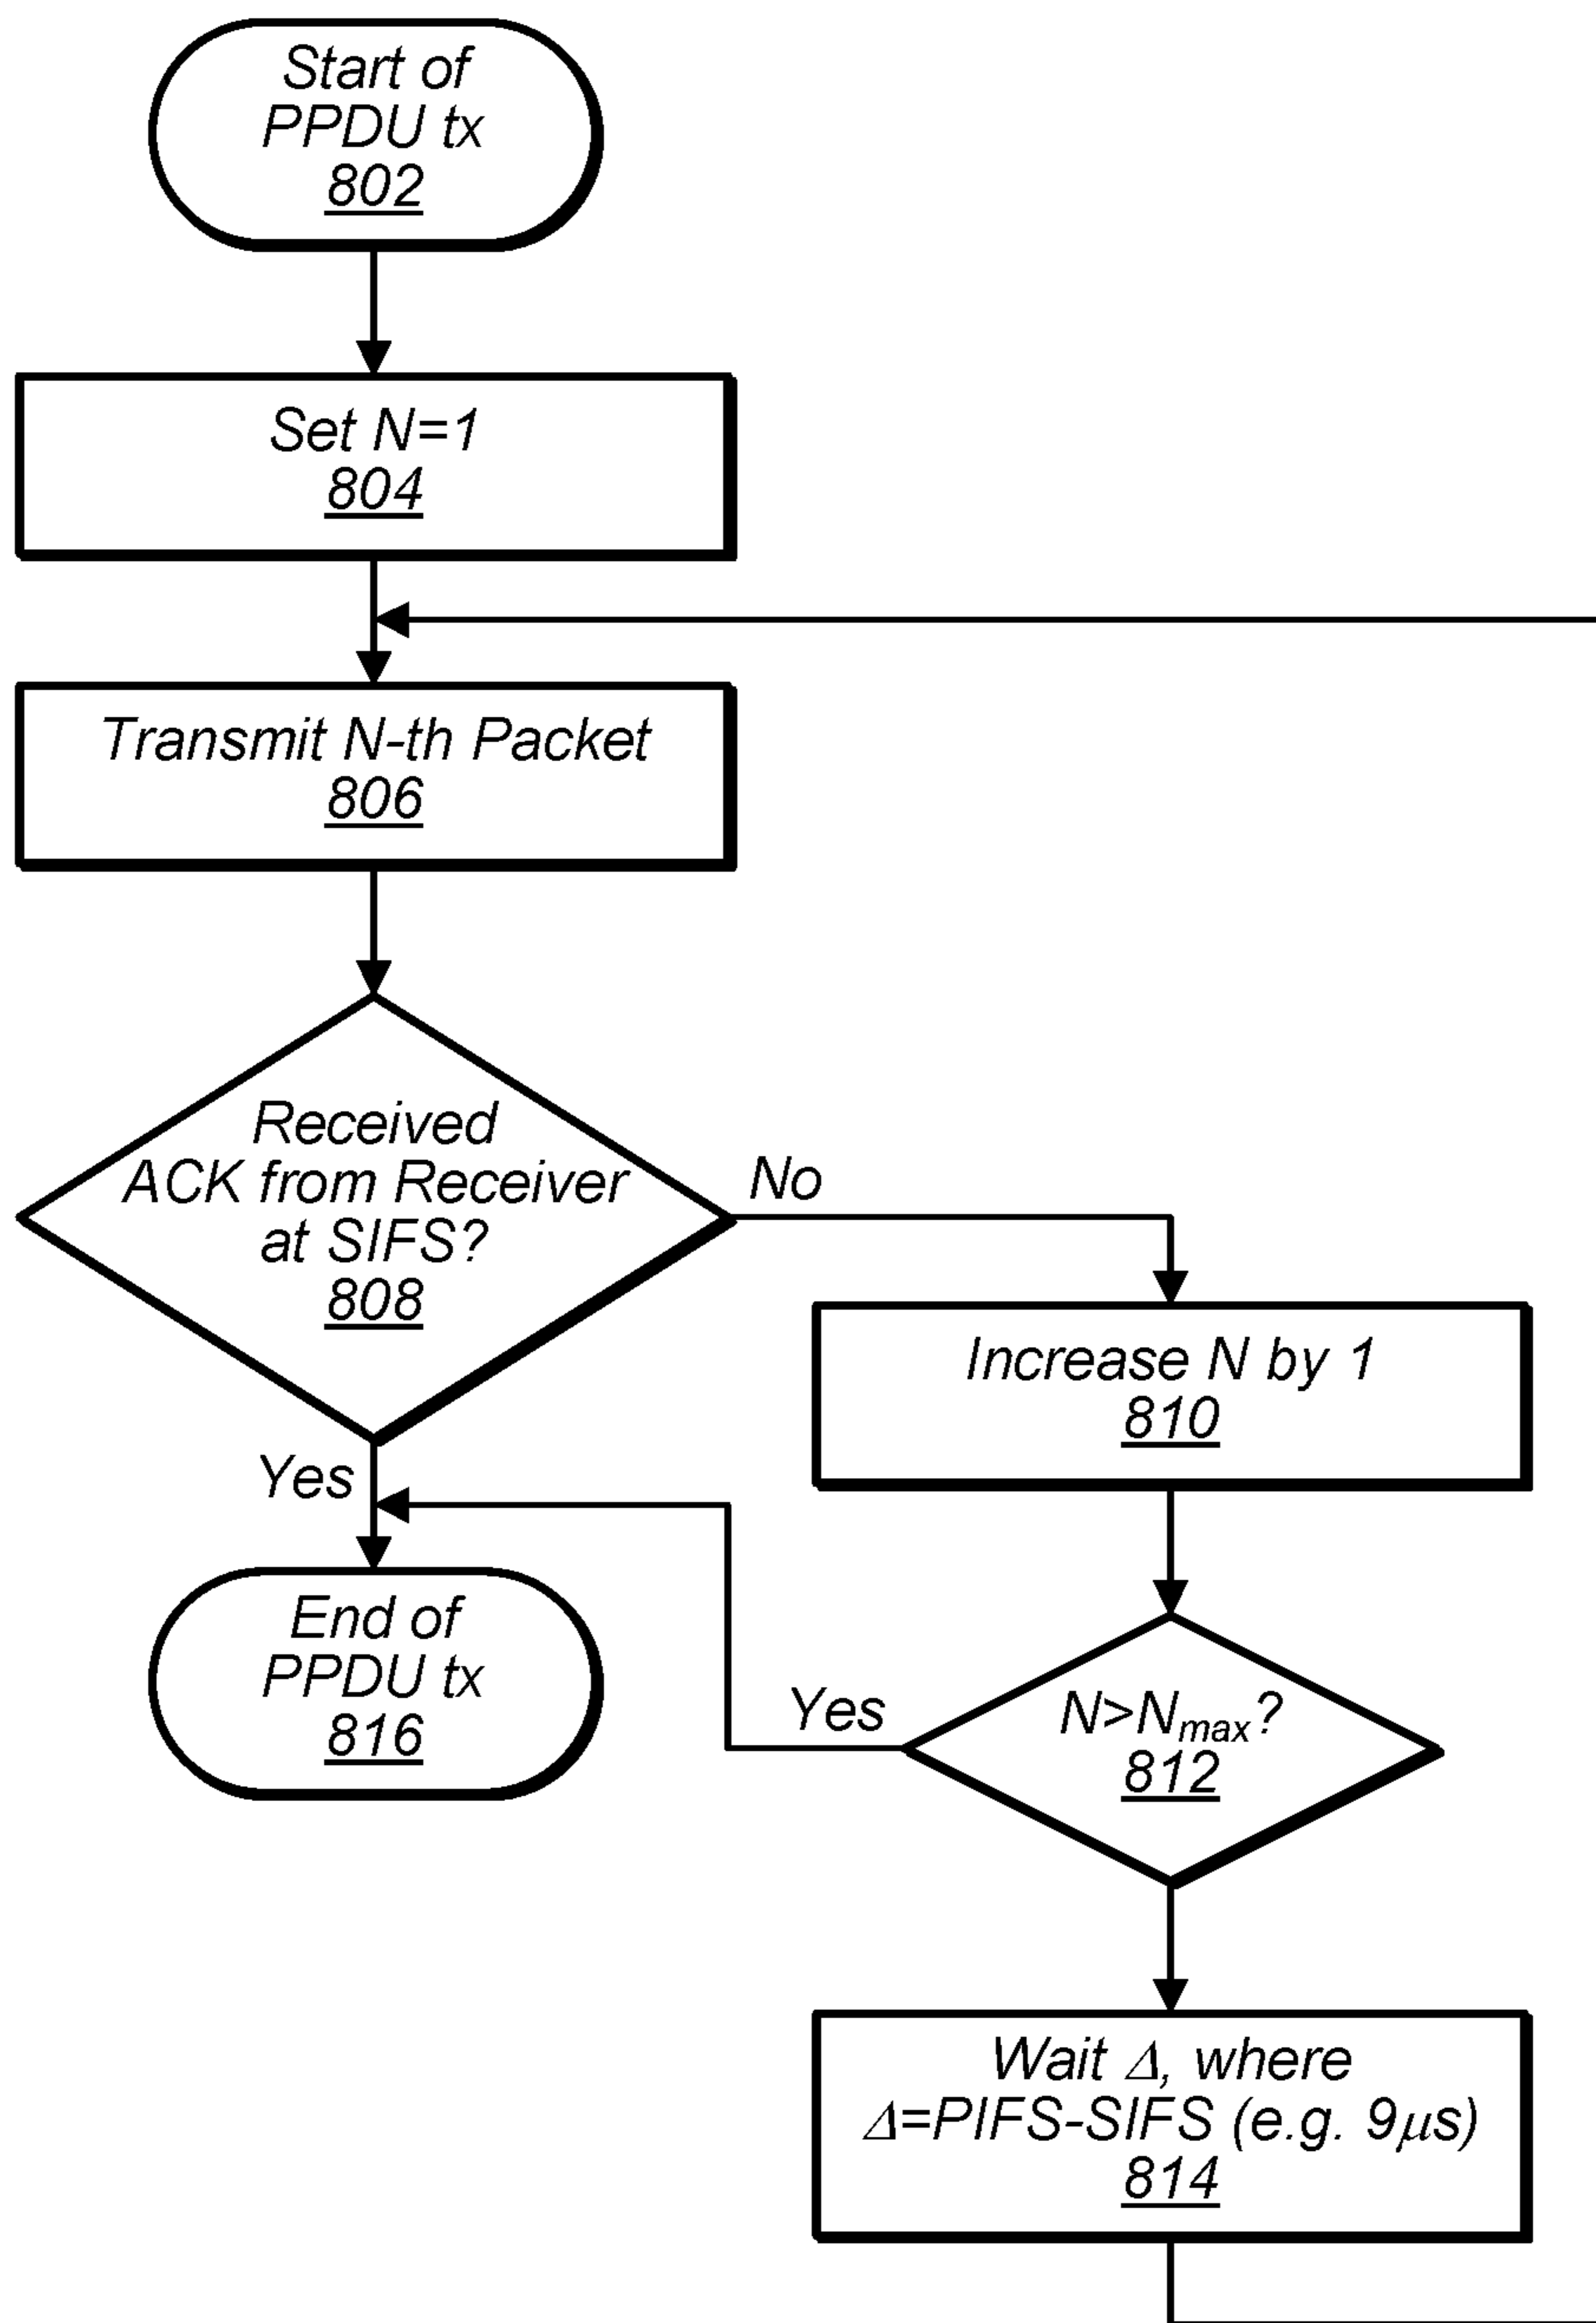 Start of
PPDU tx
802
Set N=1
804
Transmit N-th Packet
806
Received
ACK from Receiver
at SIFS?
808
No
Increase N by 1
810
Yes
End of
PPDU tx
816
Yes
N>Nmax?
812
Wait Δ, where
Δ=PIFS-SIFS (e.g. 9μs)
814